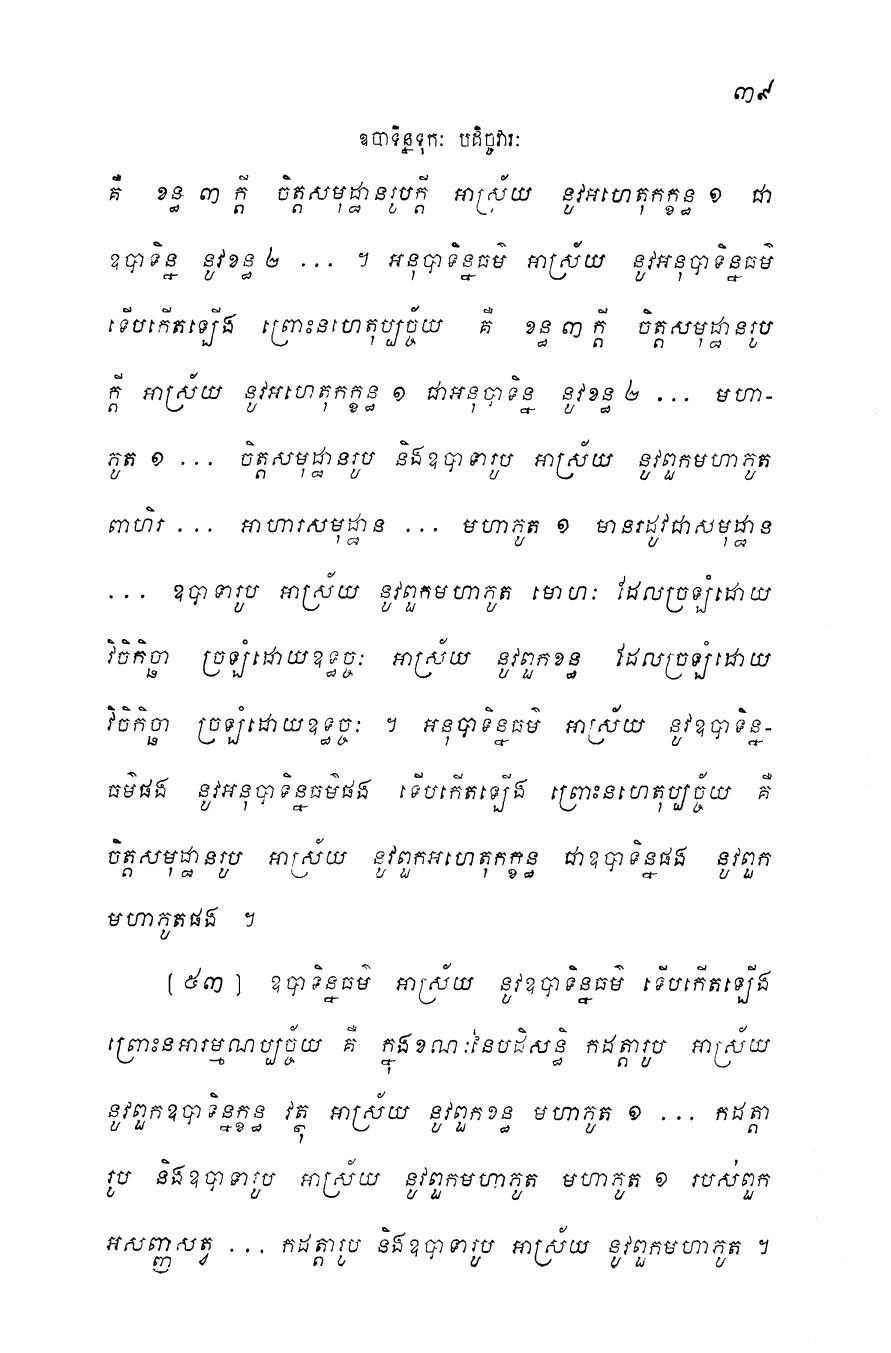 ៣៩
ឧបាទិន្នទុកៈ បដិច្ចវារៈ
គឺ ខន្ធ ៣ ក្តី ចិត្តសមុដ្ឋានរូបក្តី អាស្រ័យ នូវអហេតុកក្ខន្ធ ១ ជា
ឧបាទិន្ន នូវខន្ធ ២ ... ។ អនុបាទិន្នធម៌ អាស្រ័យ នូវអនុបាទិន្នធម៌
ទើបកើតឡើង ព្រោះនហេតុប្បច្ច័យ គឺ ខន្ធ ៣ ក្តី ចិត្តសមុដ្ឋានរូប
ក្តី អាស្រ័យ នូវអហេតុកក្ខន្ធ ១ ជាអនុបាទិន្ន នូវខន្ធ ២ ... មហា-
ភូត ១ ... ចិត្តសមុដ្ឋានរូប និងឧបាទារូប អាស្រ័យ នូវពួកមហាភូត
ពាហិរ ... អាហារសមុដ្ឋាន ... មហាភូត ១ មានរដូវជាសមុដ្ឋាន
... ឧបាទារូប អាស្រ័យ នូវពួកមហាភូត មោហៈ ដែលច្រឡំដោយ
វិចិកិច្ឆា ច្រឡំដោយឧទ្ធច្ចៈ អាស្រ័យ នូវពួកខន្ធ ដែលច្រឡំដោយ
វិចិកិច្ឆា ច្រឡំដោយឧទ្ធច្ចៈ ។ អនុបាទិន្នធម៌ អាស្រ័យ នូវឧបាទិន្ន-
ធម៌ផង នូវអនុបាទិន្នធម៌ផង ទើបកើតឡើង ព្រោះនហេតុប្បច្ច័យ គឺ
ចិត្តសមុដ្ឋានរូប អាស្រ័យ នូវពួកអហេតុកក្ខន្ធ ជាឧបាទិន្នផង នូវពួក
មហាភូតផង ។
[៥៣] ឧបាទិន្នធម៌ អាស្រ័យ នូវឧបាទិន្នធម៌ ទើបកើតឡើង
ព្រោះនអារម្មណប្បច្ច័យ គឺ ក្នុងខណៈនៃបដិសន្ធិ កដត្តារូប អាស្រ័យ
នូវពួកឧបាទិន្នក្ខន្ធ វត្ថុ អាស្រ័យ នូវពួកខន្ធ មហាភូត ១ ... កដត្តា
រូប និងឧបាទារូប អាស្រ័យ នូវពួកមហាភូត មហាភូត ១ របស់ពួក
អសញ្ញសត្វ ... កដត្តារូប និងឧបាទារូប អាស្រ័យ នូវពួកមហាភូត ។